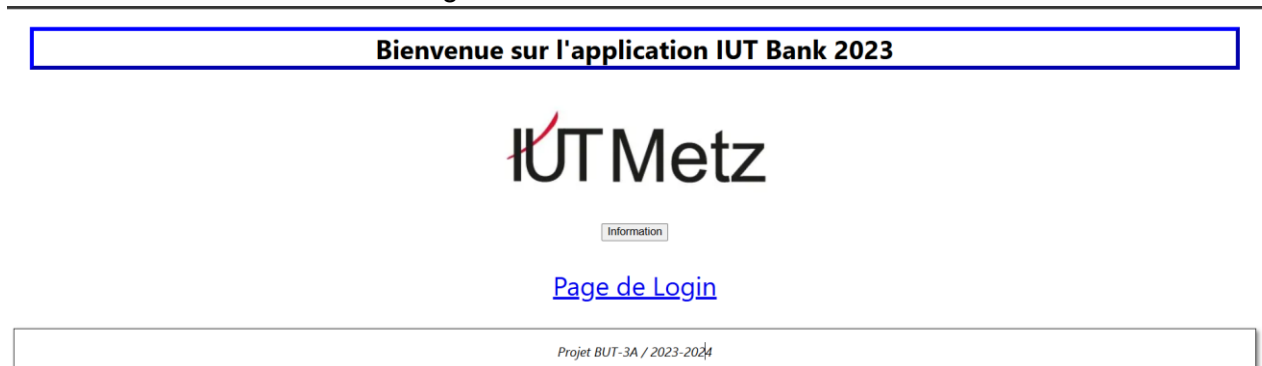 Bienvenue sur l'application IUT Bank 2023
IUT Metz
Information
Page de Login
Projet BUT-3A / 2023-2024